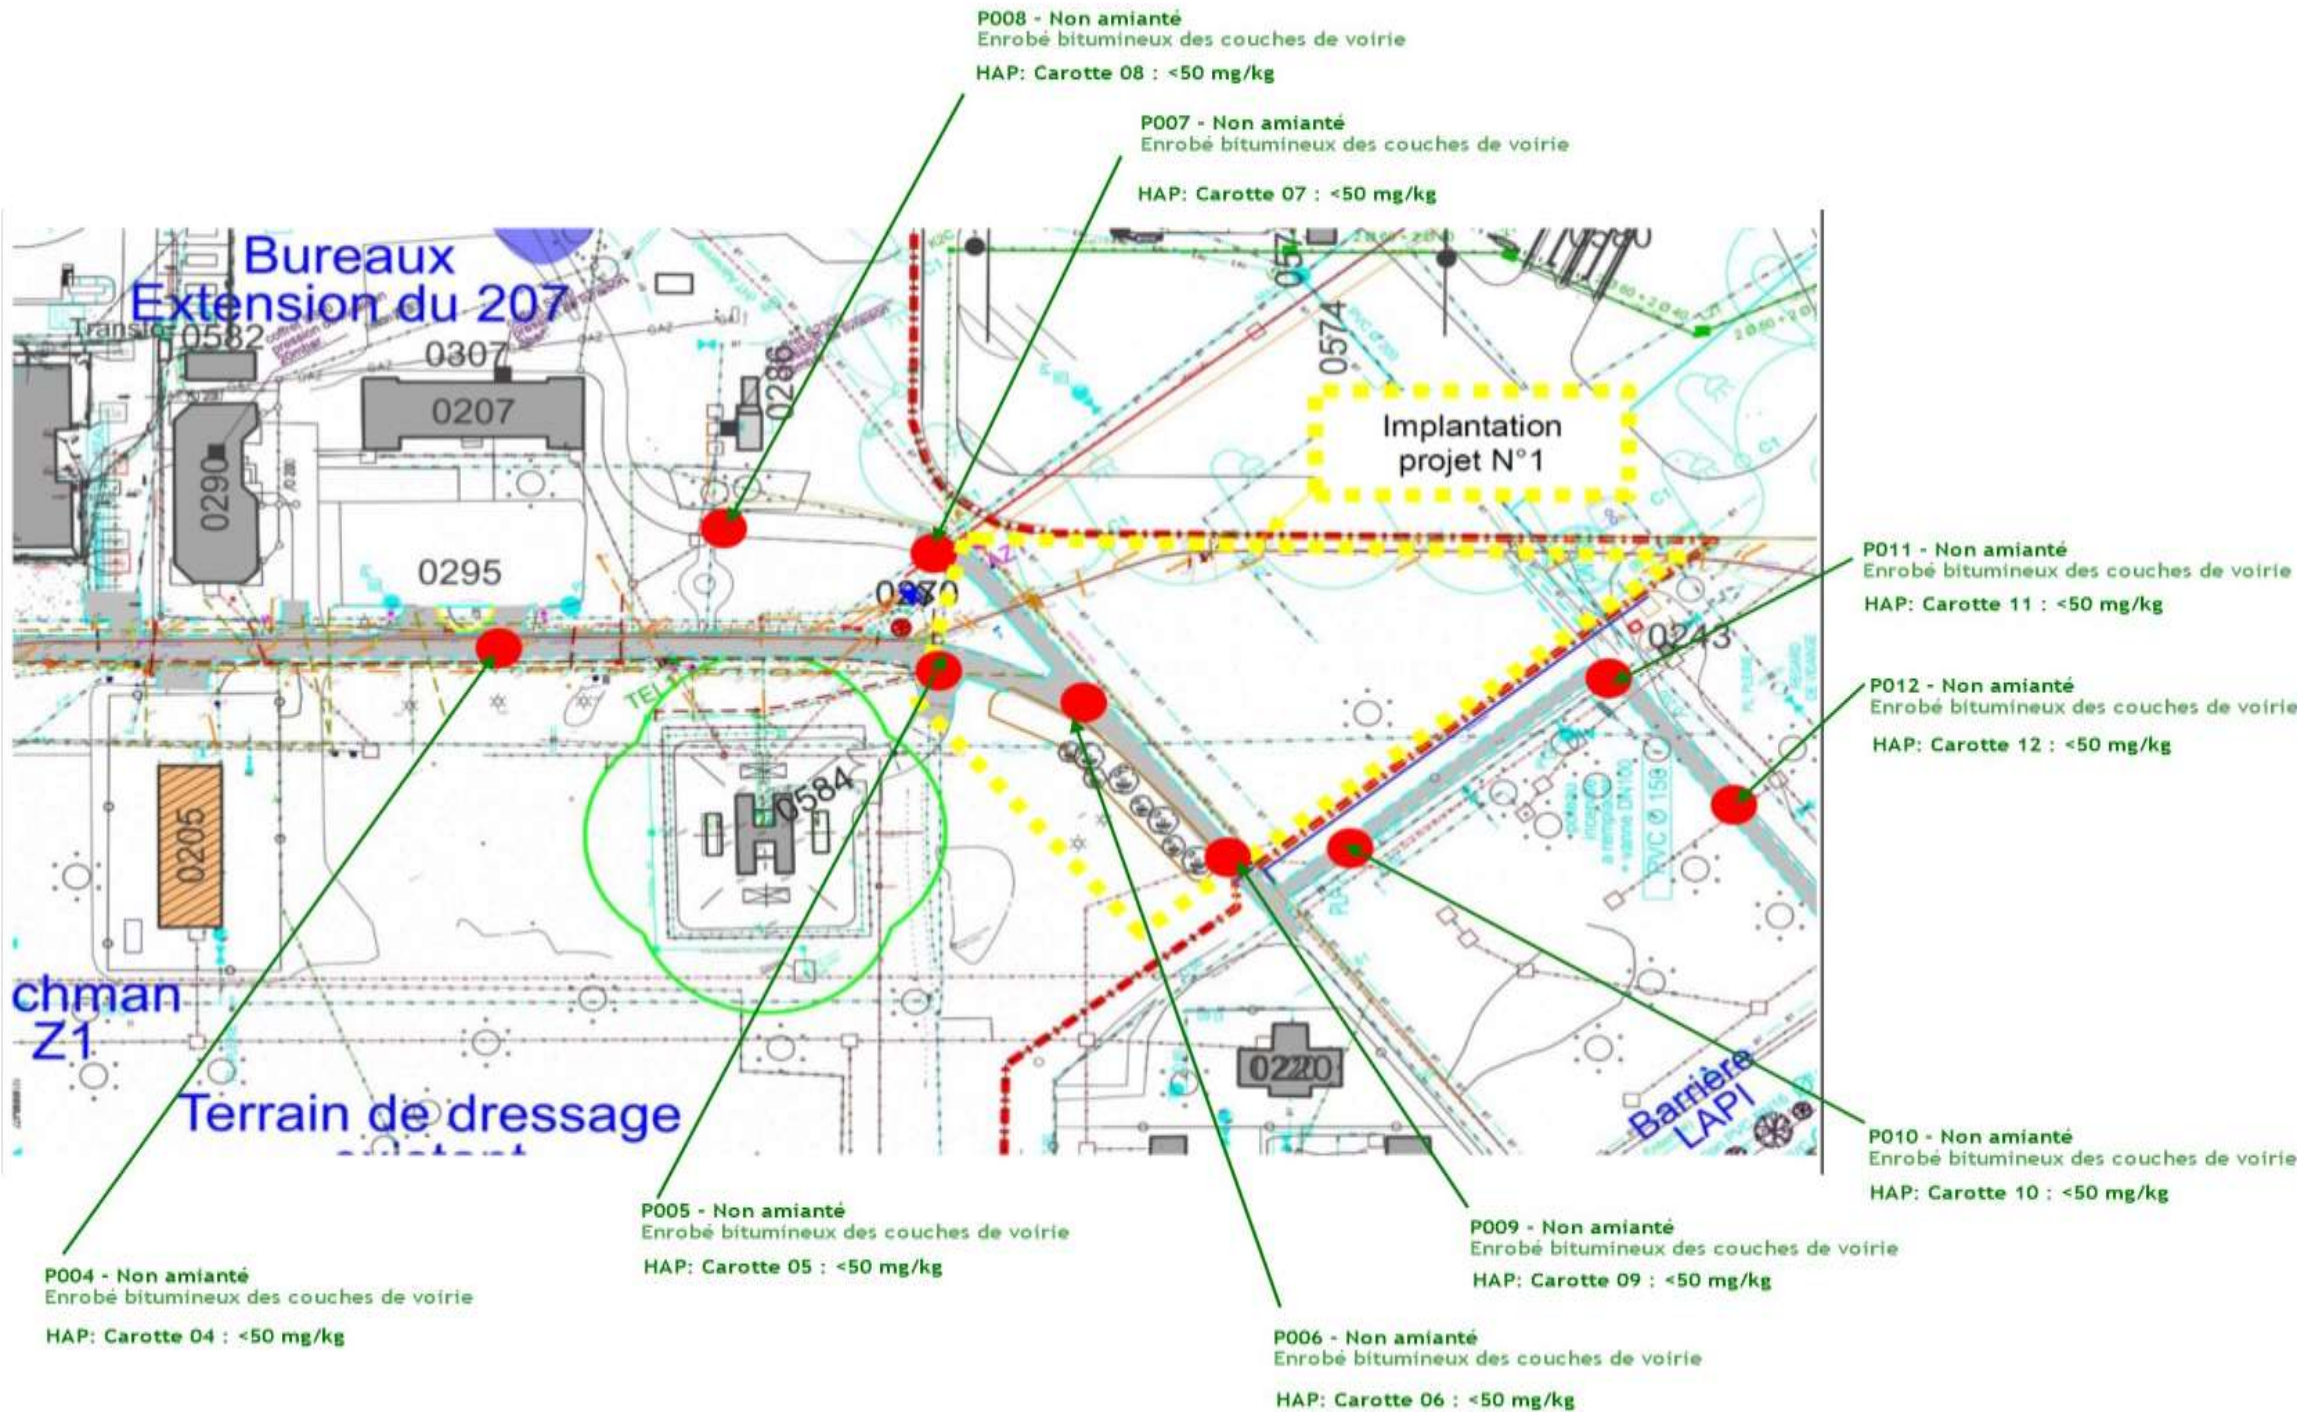 P008 - Non amianté
Enrobé bitumineux des couches de voirie
HAP: Carotte 08 : <50 mg/kg
P007 - Non amianté
Enrobé bitumineux des couches de voirie
HAP: Carotte 07 : <50 mg/kg
Bureaux
Extension du 207
Transfo
0582
0307
0207
0290
0286
0295
0574
C1
Implantation
projet N°1
C1
C1
C1
P011 - Non amianté
Enrobé bitumineux des couches de voirie
HAP: Carotte 11 : <50 mg/kg
0243
P012 - Non amianté
Enrobé bitumineux des couches de voirie
HAP: Carotte 12 : <50 mg/kg
0584
0205
PVC Ø 150
chman
Z1
Terrain de dressage
0220
Barrière
LAPI
P010 - Non amianté
Enrobé bitumineux des couches de voirie
HAP: Carotte 10 : <50 mg/kg
P005 - Non amianté
Enrobé bitumineux des couches de voirie
HAP: Carotte 05 : <50 mg/kg
P009 - Non amianté
Enrobé bitumineux des couches de voirie
HAP: Carotte 09 : <50 mg/kg
P004 - Non amianté
Enrobé bitumineux des couches de voirie
HAP: Carotte 04 : <50 mg/kg
P006 - Non amianté
Enrobé bitumineux des couches de voirie
HAP: Carotte 06 : <50 mg/kg